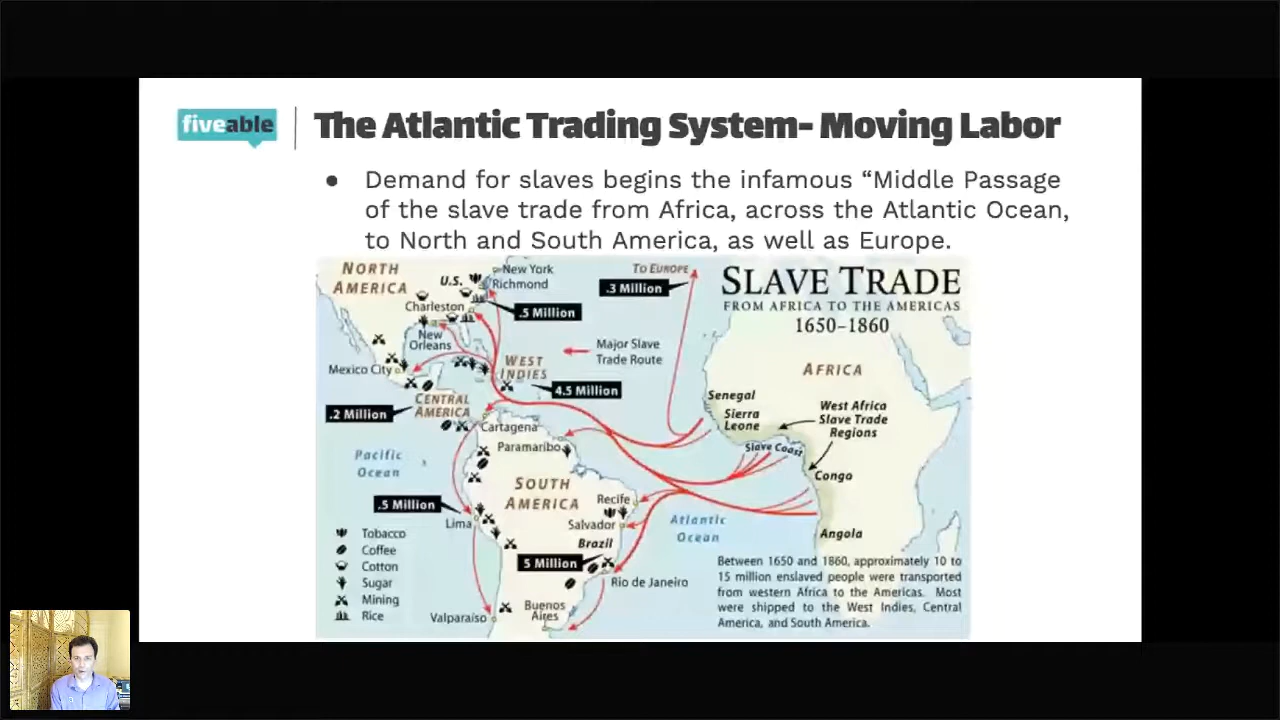 fiveable
The Atlantic Trading System- Moving Labor
● Demand for slaves begins the infamous “Middle Passage
of the slave trade from Africa, across the Atlantic Ocean,
to North and South America, as well as Europe.
SLAVE TRADE
FROM AFRICA TO THE AMERICAS
1650–1860
NORTH
AMERICA
U.S.
New York
Richmond
Charleston
.5 Million
New
Orleans
TO EUROPE
.3 Million
Major Slave
Trade Route
Mexico City
WEST
INDIES
4.5 Million
.2 Million
CENTRAL
AMERICA
Cartagena
Paramaribo
Pacific
Ocean
SOUTH
AMERICA
.5 Million
Lima
Recife
Salvador
Brazil
5 Million
Rio de Janeiro
Atlantic
Ocean
Valparaíso
Buenos
Aires
AFRICA
Senegal
Sierra
Leone
West Africa
Slave Trade
Regions
Slave Coast
Congo
Angola
Tobacco
Coffee
Cotton
Sugar
Mining
Rice
Between 1650 and 1860, approximately 10 to
15 million enslaved people were transported
from western Africa to the Americas. Most
were shipped to the West Indies, Central
America, and South America.